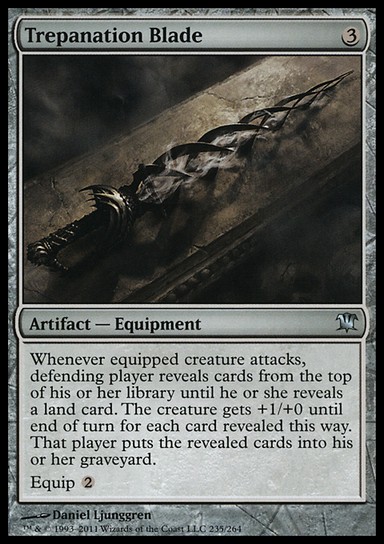 Trepanation Blade 3
Artifact — Equipment
Whenever equipped creature attacks,
defending player reveals cards from the top
of his or her library until he or she reveals
a land card. The creature gets +1/+0 until
end of turn for each card revealed this way.
That player puts the revealed cards into his
or her graveyard.
Equip 2
Daniel Ljunggren
™ & © 1993–2011 Wizards of the Coast LLC 235/264